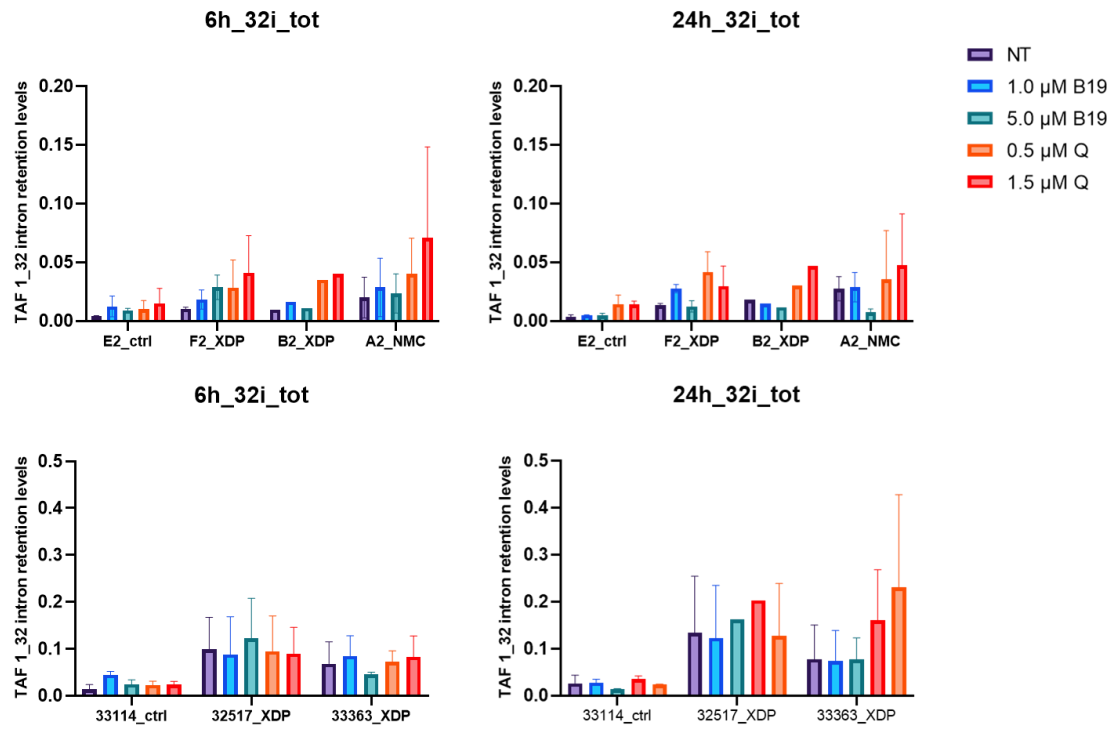 6h_32i_tot
24h_32i_tot
TAF 1_32 intron retention levels
0.20
0.15
0.10
0.05
0.00
E2_ctrl F2_XDP B2_XDP A2_NMC
TAF 1_32 intron retention levels
0.20
0.15
0.10
0.05
0.00
E2_ctrl F2_XDP B2_XDP A2_NMC
NT
1.0 µM B19
5.0 µM B19
0.5 µM Q
1.5 µM Q
6h_32i_tot
24h_32i_tot
TAF 1_32 intron retention levels
0.5
0.4
0.3
0.2
0.1
0.0
33114_ctrl 32517_XDP 33363_XDP
TAF 1_32 intron retention levels
0.5
0.4
0.3
0.2
0.1
0.0
33114_ctrl 32517_XDP 33363_XDP